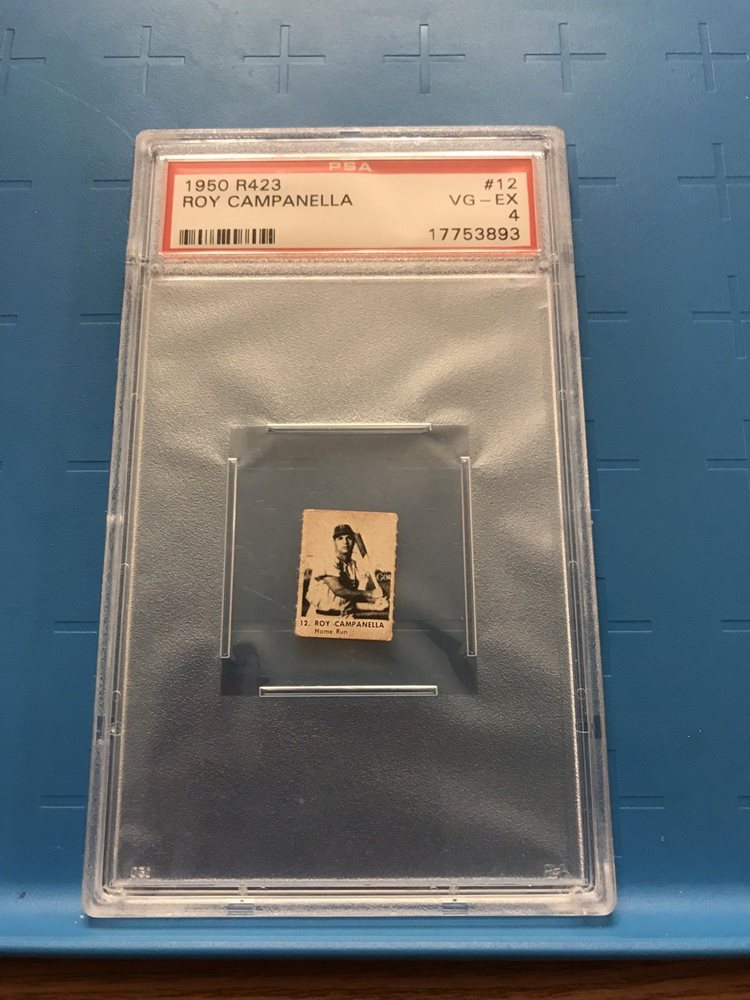 PSA
1950 R423 #12
ROY CAMPANELLA VG-EX
4
17753893
12. ROY CAMPANELLA
Home Run